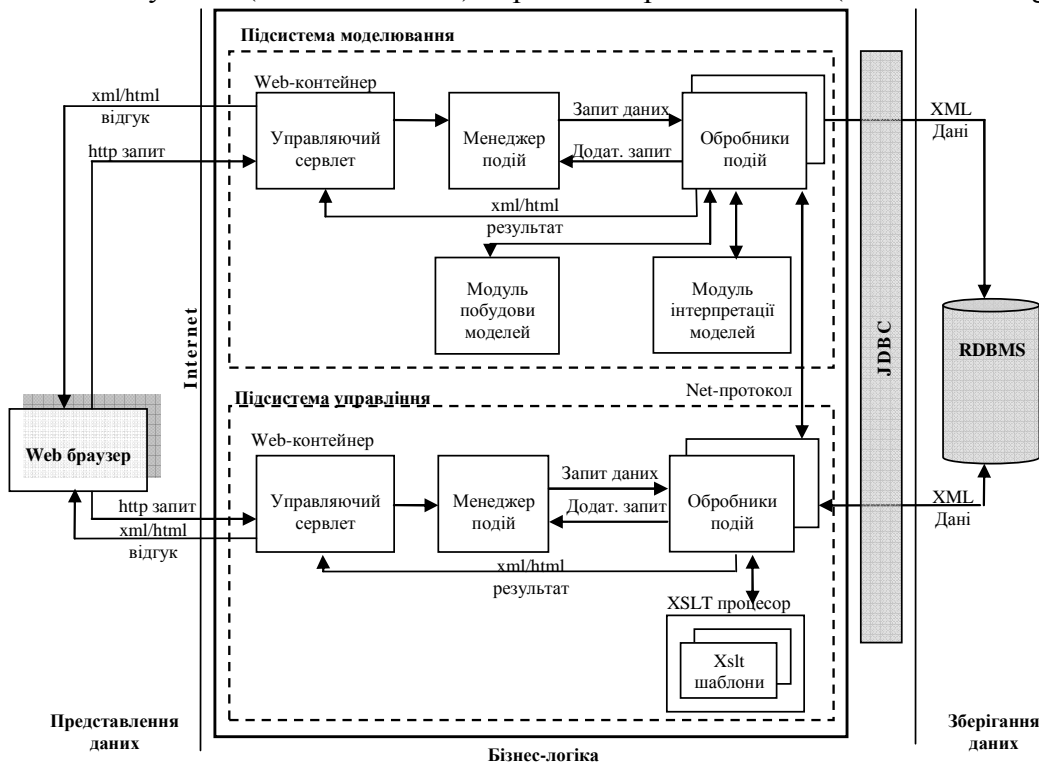 Підсистема моделювання
Web-контейнер
xml/html
відгук
http запит
Управляючий
сервлет
Менеджер
подій
Запит даних
Додат. запит
Обробники
подій
xml/html
результат
Модуль
побудови
моделей
Модуль
інтерпретації
моделей
XML
Дані
Internet
JDBC
RDBMS
Net-протокол
Підсистема управління
Web-контейнер
Web браузер
http запит
xml/html
відгук
Управляючий
сервлет
Менеджер
подій
Запит даних
Додат. запит
Обробники
подій
xml/html
результат
XML
Дані
XSLT процесор
Xslt
шаблони
Представлення
даних
Бізнес-логіка
Зберігання
даних